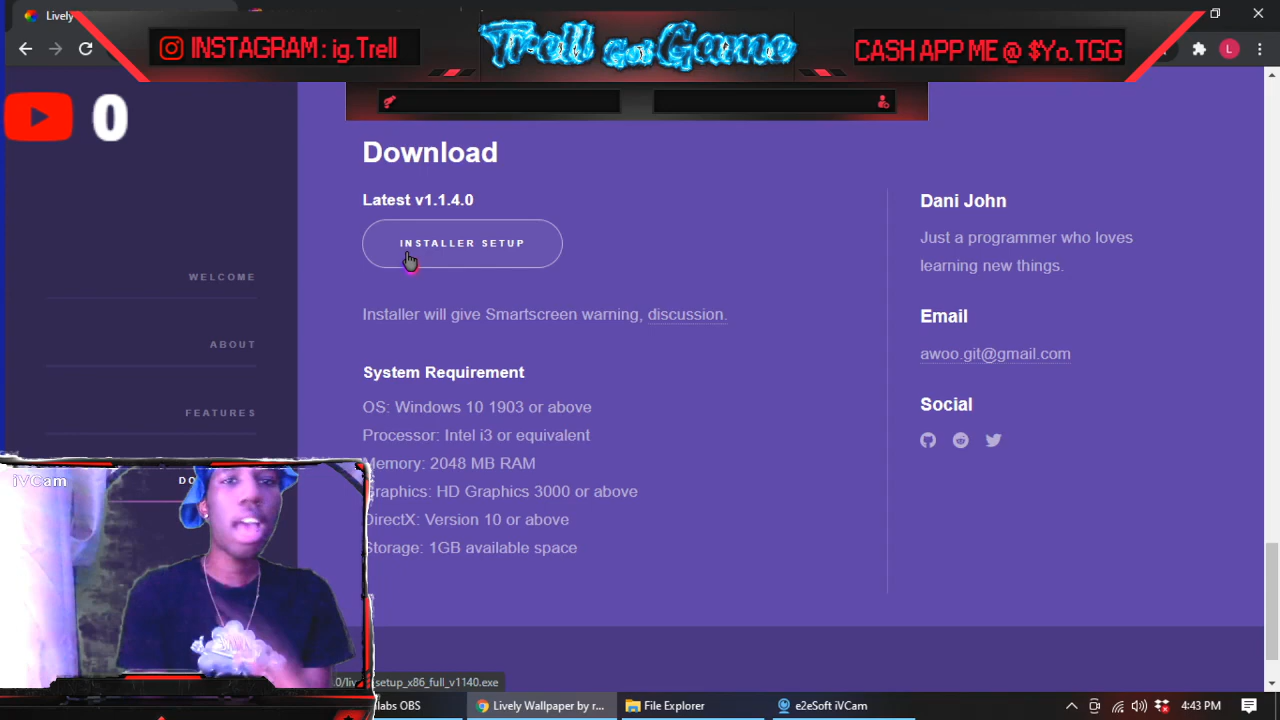 Lively
INSTAGRAM : ig.Trell
Trell GotGame
CASH APP ME @ $Yo.TGG
L
0
Download
Latest v1.1.4.0
INSTALLER SETUP
Installer will give Smartscreen warning, discussion.
System Requirement
OS: Windows 10 1903 or above
Processor: Intel i3 or equivalent
Memory: 2048 MB RAM
Graphics: HD Graphics 3000 or above
DirectX: Version 10 or above
Storage: 1GB available space
Dani John
Just a programmer who loves
learning new things.
Email
awoo.git@gmail.com
Social
WELCOME
ABOUT
FEATURES
DO
iVCam
setup_x86_full_v1140.exe
labs OBS
Lively Wallpaper by r...
File Explorer
e2eSoft iVCam
4:43 PM